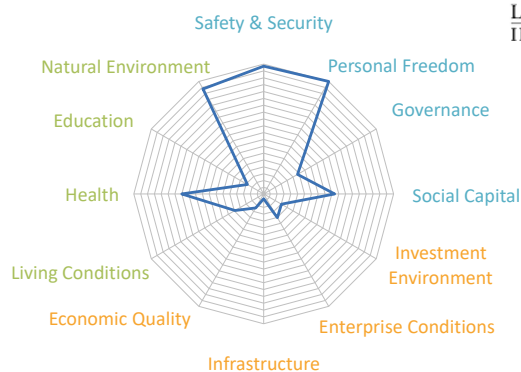 Safety & Security
Natural Environment
Personal Freedom
Education
Governance
Health
Social Capital
Living Conditions
Investment
Environment
Economic Quality
Enterprise Conditions
Infrastructure